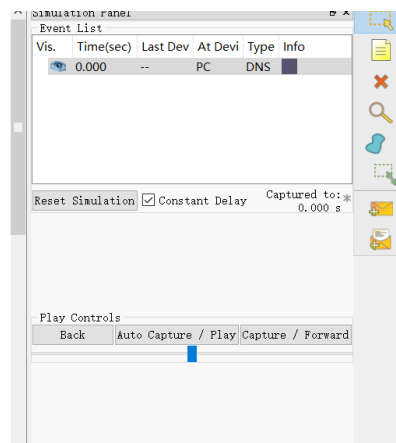 Simulation Panel
Event List
Vis. Time(sec) Last Dev At Devi Type Info
0.000 -- PC DNS
Reset Simulation Constant Delay Captured to: *
0.000 s
Play Controls
Back Auto Capture / Play Capture / Forward